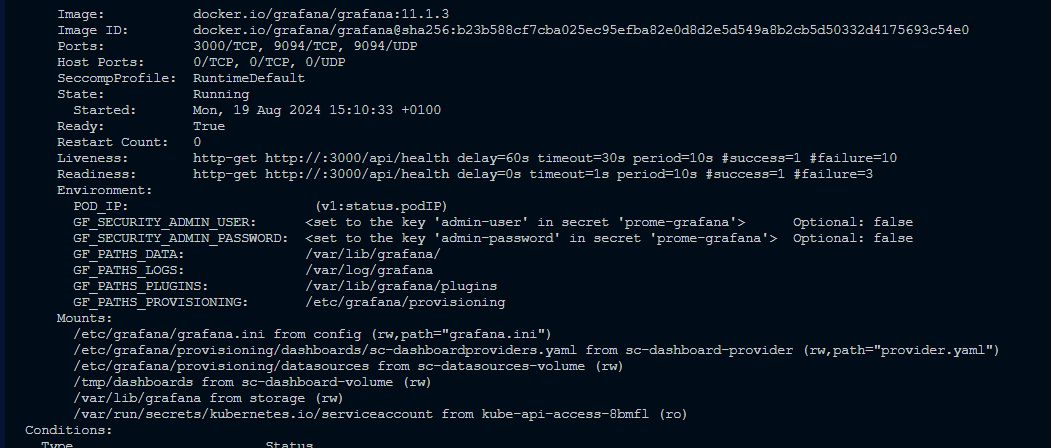 Image: docker.io/grafana/grafana:11.1.3
Image ID: docker.io/grafana/grafana@sha256:b23b588cf7cba025ec95efba82e0d8d2e5d549a8b2cb5d50332d4175693c54e0
Ports: 3000/TCP, 9094/TCP, 9094/UDP
Host Ports: 0/TCP, 0/TCP, 0/UDP
SeccompProfile: RuntimeDefault
State: Running
Started: Mon, 19 Aug 2024 15:10:33 +0100
Ready: True
Restart Count: 0
Liveness: http-get http://:3000/api/health delay=60s timeout=30s period=10s #success=1 #failure=10
Readiness: http-get http://:3000/api/health delay=0s timeout=1s period=10s #success=1 #failure=3
Environment:
POD_IP: (v1:status.podIP)
GF_SECURITY_ADMIN_USER: <set to the key 'admin-user' in secret 'prome-grafana'> Optional: false
GF_SECURITY_ADMIN_PASSWORD: <set to the key 'admin-password' in secret 'prome-grafana'> Optional: false
GF_PATHS_DATA: /var/lib/grafana/
GF_PATHS_LOGS: /var/log/grafana
GF_PATHS_PLUGINS: /var/lib/grafana/plugins
GF_PATHS_PROVISIONING: /etc/grafana/provisioning
Mounts:
/etc/grafana/grafana.ini from config (rw,path="grafana.ini")
/etc/grafana/provisioning/dashboards/sc-dashboardproviders.yaml from sc-dashboard-provider (rw,path="provider.yaml")
/etc/grafana/provisioning/datasources from sc-datasources-volume (rw)
/tmp/dashboards from sc-dashboard-volume (rw)
/var/lib/grafana from storage (rw)
/var/run/secrets/kubernetes.io/serviceaccount from kube-api-access-8bmfl (ro)
Conditions:
Type Status